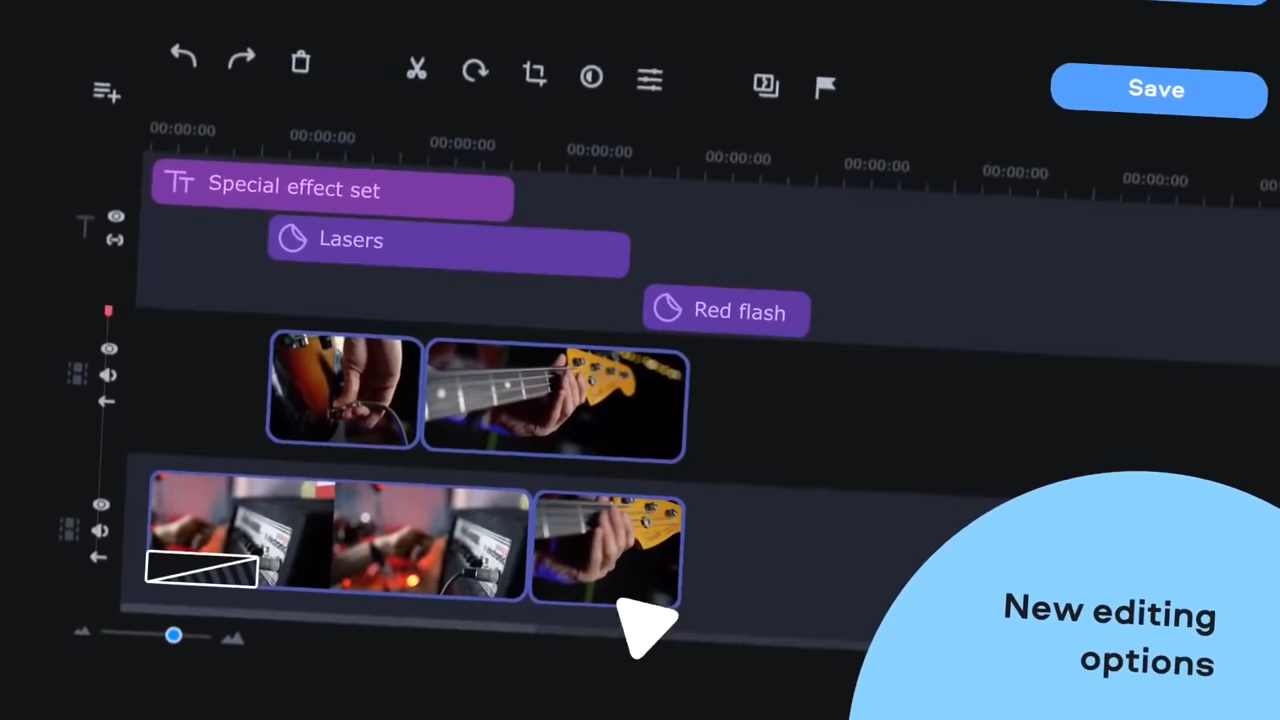 Save
00:00:00 00:00:00 00:00:00 00:00:00 00:00:00 00:00:00 00:00:00 00:00:00 00
Special effect set
Lasers
Red flash
New editing
options